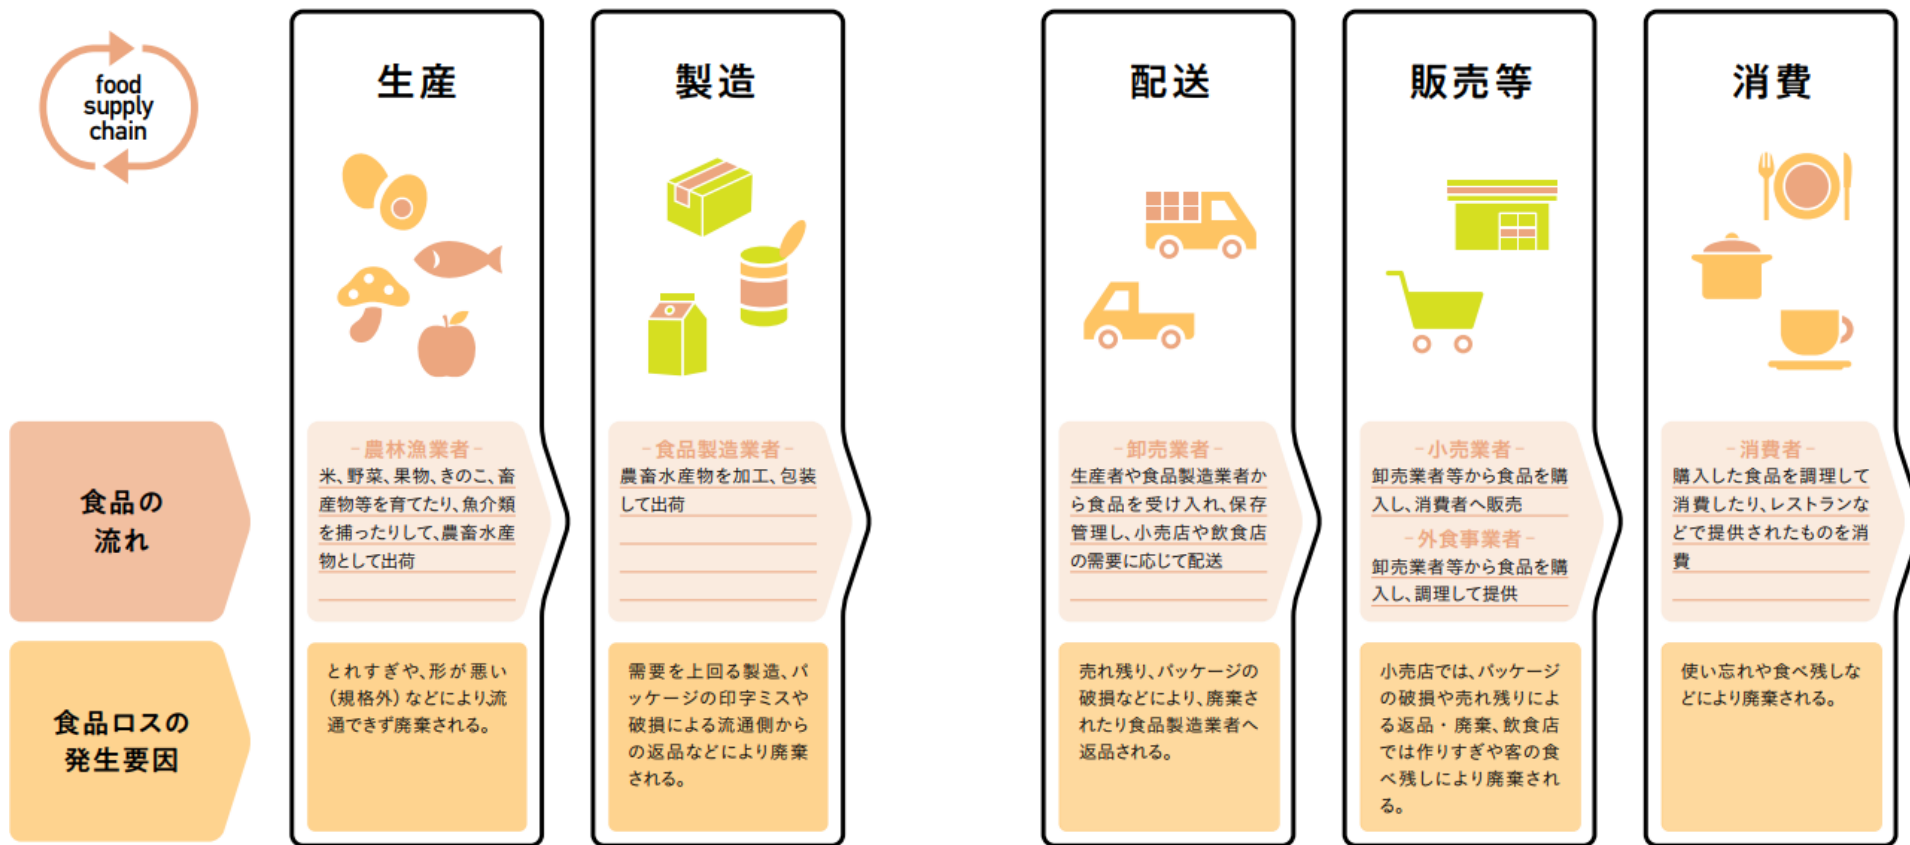 food
supply
chain
生産
製造
配送
販売等
消費
食品の
流れ
-農林漁業者-
米、野菜、果物、きのこ、畜
産物等を育てたり、魚介類
を捕ったりして、農畜水産
物として出荷
-食品製造業者-
農畜水産物を加工、包装
して出荷
-卸売業者-
生産者や食品製造業者か
ら食品を受け入れ、保存
管理し、小売店や飲食店
の需要に応じて配送
-小売業者-
卸売業者等から食品を購
入し、消費者へ販売
-外食事業者-
卸売業者等から食品を購
入し、調理して提供
-消費者-
購入した食品を調理して
消費したり、レストランな
どで提供されたものを消
費
食品ロスの
発生要因
とれすぎや、形が悪い
（規格外）などにより、流
通できず廃棄される。
需要を上回る製造、パ
ッケージの印字ミスや
破損による流通側から
の返品などにより廃棄
される。
売れ残り、パッケージの
破損などにより、廃棄さ
れたり食品製造業者へ
返品される。
小売店では、パッケージ
の破損や売れ残りによ
る返品・廃棄、飲食店
では作りすぎや客の食
べ残しにより廃棄され
る。
使い忘れや食べ残しな
どにより廃棄される。